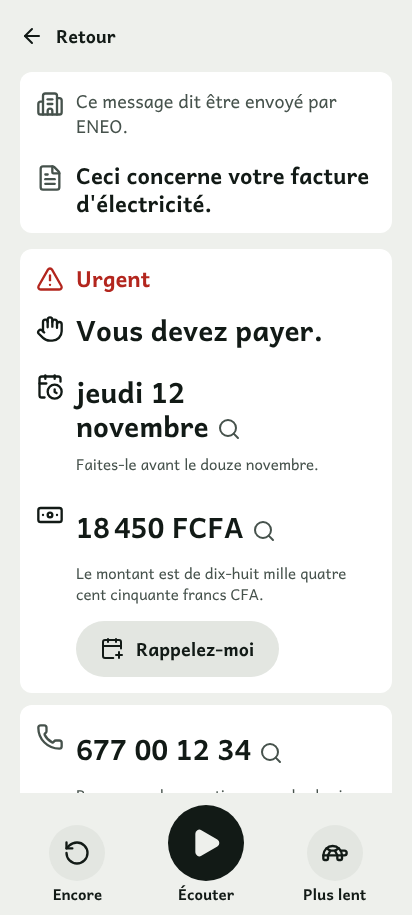 Retour
Ce message dit être envoyé par
ENEO.
Ceci concerne votre facture
d'électricité.
Urgent
Vous devez payer.
jeudi 12
novembre
Faites-le avant le douze novembre.
18 450 FCFA
Le montant est de dix-huit mille quatre
cent cinquante francs CFA.
Rappelez-moi
677 00 12 34
Encore
Écouter
Plus lent